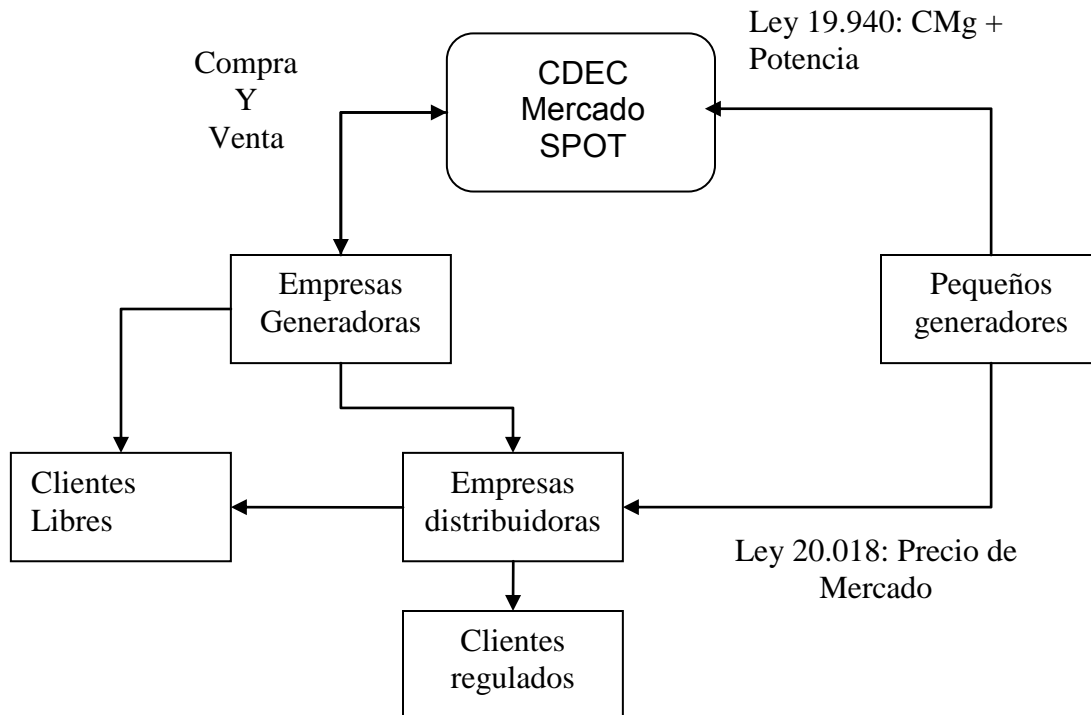 Ley 19.940: CMg +
Potencia
Compra
Y
Venta
CDEC
Mercado
SPOT
Empresas
Generadoras
Pequeños
generadores
Clientes
Libres
Empresas
distribuidoras
Ley 20.018: Precio de
Mercado
Clientes
regulados